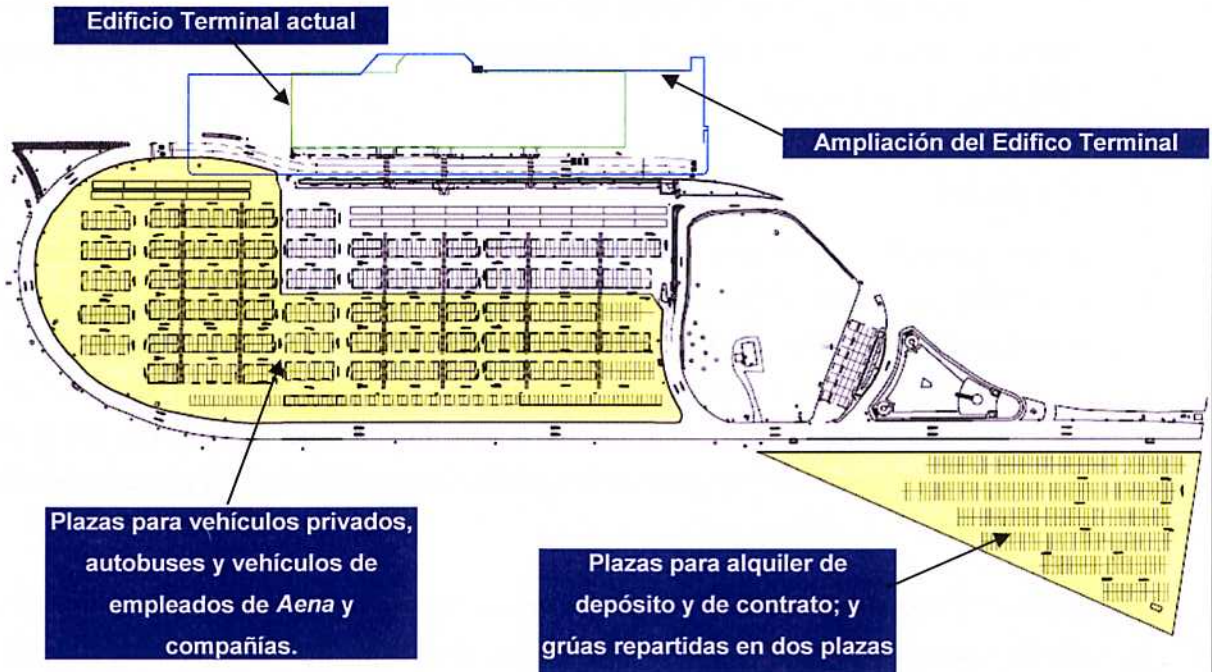 Edificio Terminal actual
Ampliación del Edifico Terminal
Plazas para vehículos privados,
autobuses y vehículos de
empleados de Aena y
compañías.
Plazas para alquiler de
depósito y de contrato; y
grúas repartidas en dos plazas